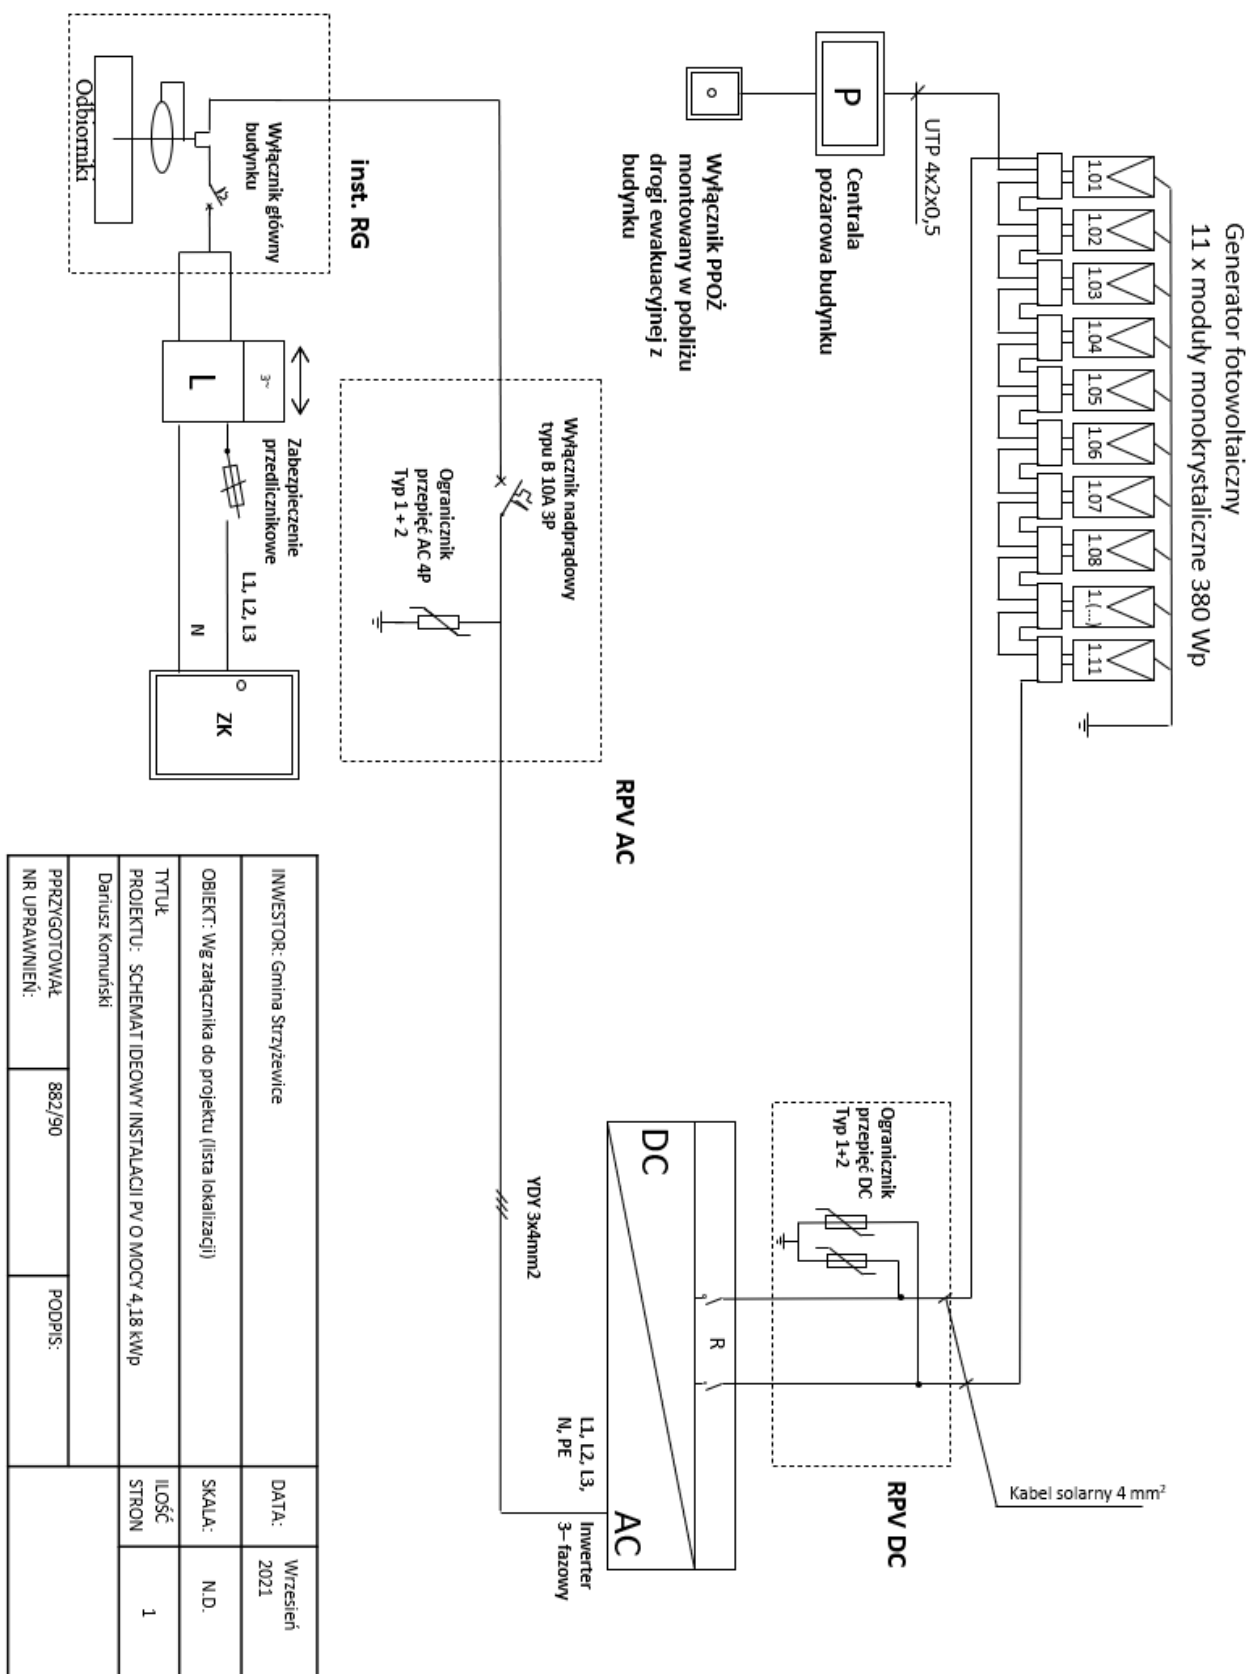 Generator fotowoltaiczny
11 x moduły monokrystaliczne 380 Wp
1.01
1.02
1.03
1.04
1.05
1.06
1.07
1.08
1.(...)
1.11
UTP 4x2x0,5
P
Centrala
pożarowa budynku
Wyłącznik PPOŻ
montowany w pobliżu
drogi ewakuacyjnej z
budynku
Kabel solarny 4 mm²
RPV DC
Ogranicznik
przepięć DC
Typ 1+2
R
DC
AC
Inwerter
3– fazowy
L1, L2, L3,
N, PE
YDY 3x4mm2
RPV AC
Wyłącznik nadprądowy
typu B 10A 3P
Ogranicznik
przepięć AC 4P
Typ 1 + 2
inst. RG
Wyłącznik główny
budynku
Odbiorniki
3~
L
Zabezpieczenie
przedlicznikowe
L1, L2, L3
N
ZK
INWESTOR: Gmina Strzyżewice
DATA:
Wrzesień
2021
OBIEKT: Wg załącznika do projektu (lista lokalizacji)
SKALA:
N.D.
TYTUŁ
PROJEKTU: SCHEMAT IDEOWY INSTALACJI PV O MOCY 4,18 kWp
ILOŚĆ
STRON
1
Dariusz Komuński
PPRZYGOTOWAŁ
NR UPRAWNIEŃ:
882/90
PODPIS: